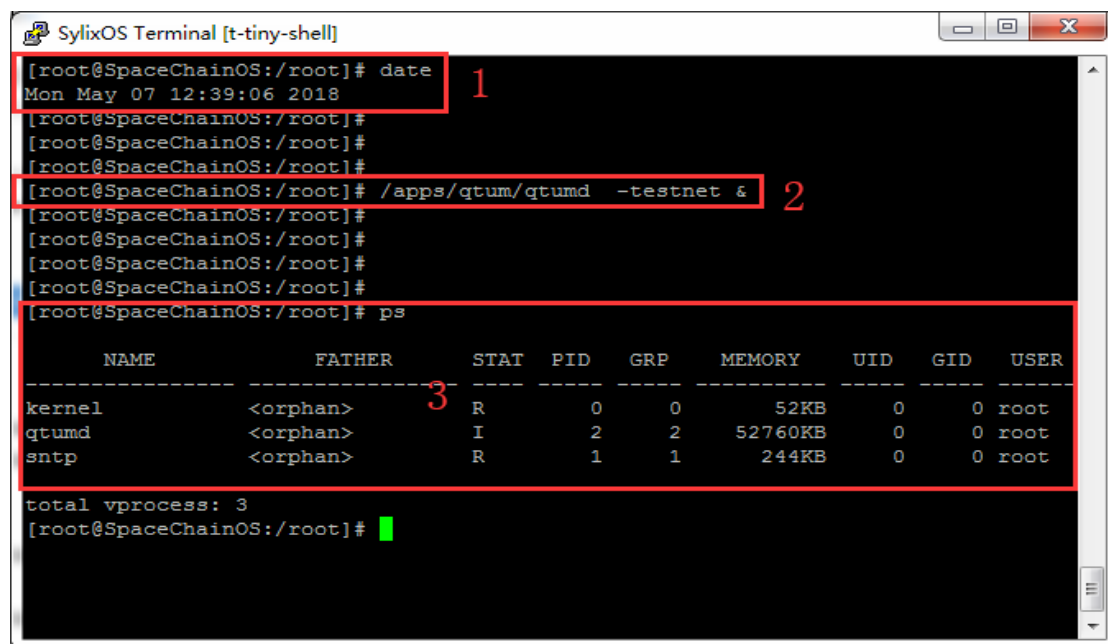 SylixOS Terminal [t-tiny-shell]
[root@SpaceChainOS:/root]# date 1
Mon May 07 12:39:06 2018
[root@SpaceChainOS:/root]#
[root@SpaceChainOS:/root]#
[root@SpaceChainOS:/root]#
[root@SpaceChainOS:/root]# /apps/qtum/qtumd  -testnet & 2
[root@SpaceChainOS:/root]#
[root@SpaceChainOS:/root]#
[root@SpaceChainOS:/root]#
[root@SpaceChainOS:/root]#
[root@SpaceChainOS:/root]# ps
NAME FATHER STAT PID GRP MEMORY UID GID USER
---------------- ---------------- ---- ----- ----- ---------- ----- ----- ------
3
kernel <orphan> R 0 0 52KB 0 0 root
qtumd <orphan> I 2 2 52760KB 0 0 root
sntp <orphan> R 1 1 244KB 0 0 root
total vprocess: 3
[root@SpaceChainOS:/root]#